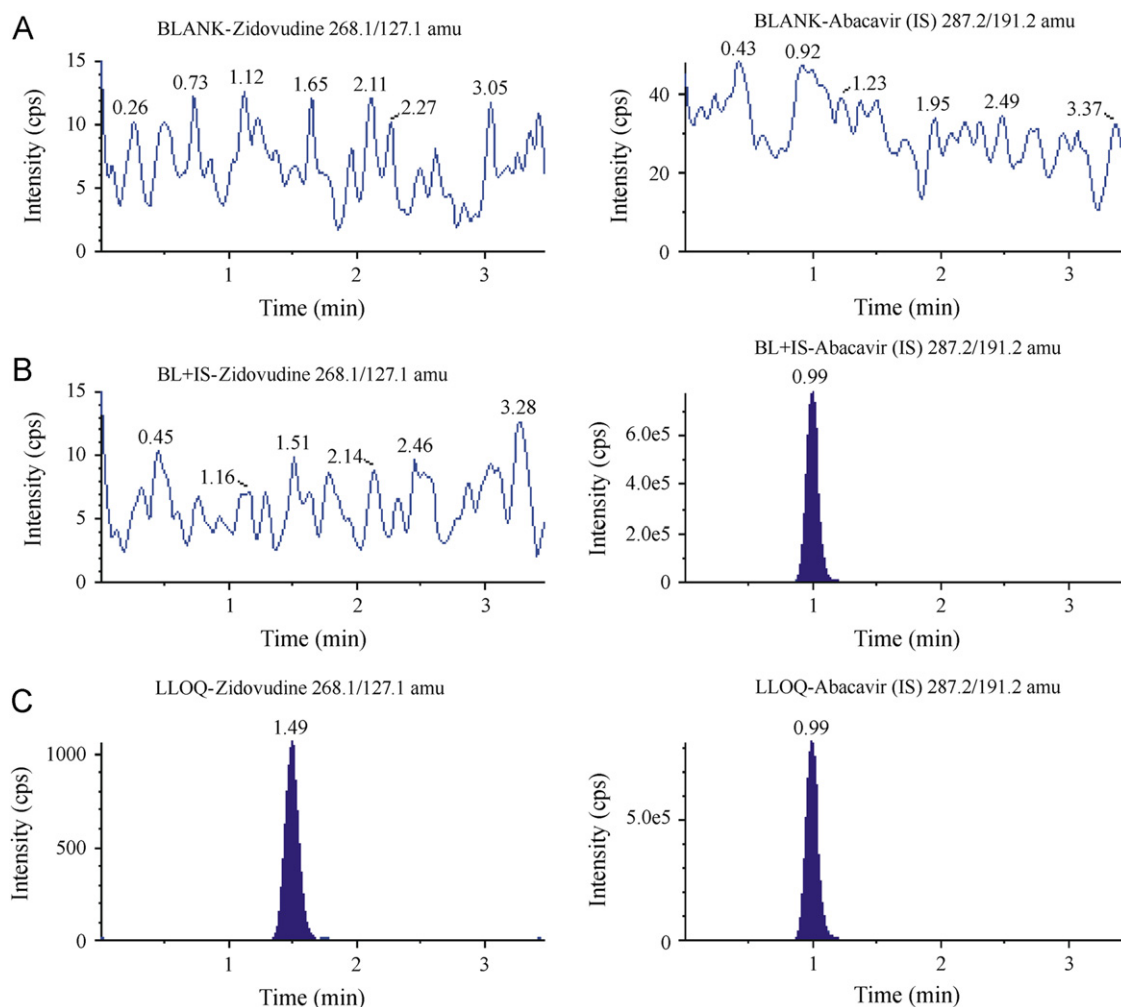 A
BLANK-Zidovudine 268.1/127.1 amu
15
10
5
0
Intensity (cps)
0.26
0.73
1.12
1.65
2.11
2.27
3.05
1
2
3
Time (min)
BLANK-Abacavir (IS) 287.2/191.2 amu
40
20
0
Intensity (cps)
0.43
0.92
1.23
1.95
2.49
3.37
1
2
3
Time (min)
B
BL+IS-Zidovudine 268.1/127.1 amu
15
10
5
0
Intensity (cps)
0.45
1.16
1.51
2.14
2.46
3.28
1
2
3
Time (min)
BL+IS-Abacavir (IS) 287.2/191.2 amu
0.99
6.0e5
4.0e5
2.0e5
0
Intensity (cps)
1
2
3
Time (min)
C
LLOQ-Zidovudine 268.1/127.1 amu
1.49
1000
500
0
Intensity (cps)
1
2
3
Time (min)
LLOQ-Abacavir (IS) 287.2/191.2 amu
0.99
5.0e5
0
Intensity (cps)
1
2
3
Time (min)